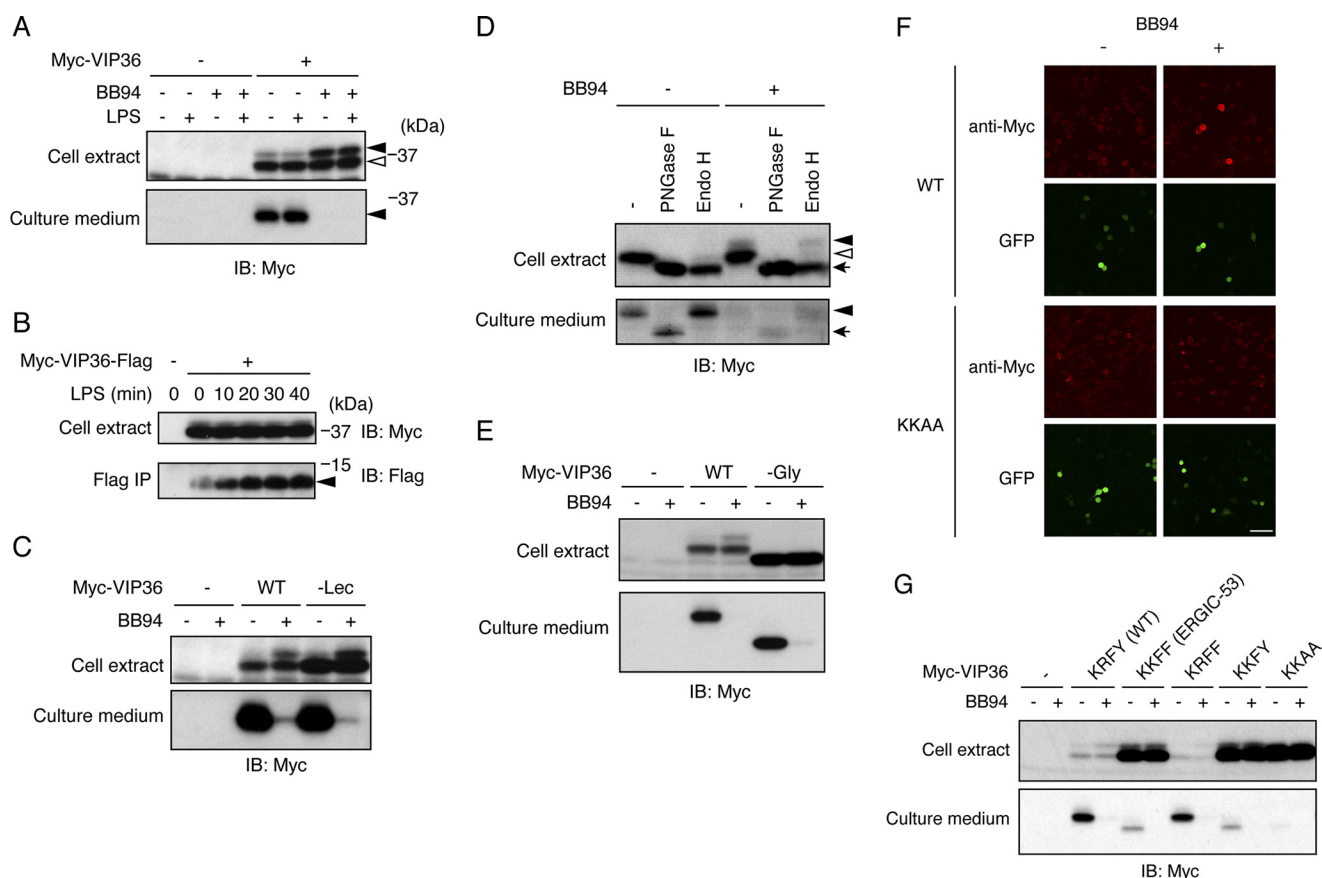 A
Myc-VIP36 - +
BB94 - - + + - - + +
LPS - + - + - + - +
(kDa)
Cell extract
-37
Culture medium
-37
IB: Myc
B
Myc-VIP36-Flag - +
LPS (min) 0 0 10 20 30 40
(kDa)
Cell extract
-37 IB: Myc
Flag IP
-15
IB: Flag
C
Myc-VIP36 - WT -Lec
BB94 - + - + - +
Cell extract
Culture medium
IB: Myc
D
BB94 - +
- PNGase F Endo H - PNGase F Endo H
Cell extract
Culture medium
IB: Myc
E
Myc-VIP36 - WT -Gly
BB94 - + - + - +
Cell extract
Culture medium
IB: Myc
F
BB94
- +
WT
anti-Myc
GFP
KKAA
anti-Myc
GFP
G
Myc-VIP36 - KRFY (WT) KKFF (ERGIC-53) KRFF KKFY KKAA
BB94 - + - + - + - + - + - +
Cell extract
Culture medium
IB: Myc